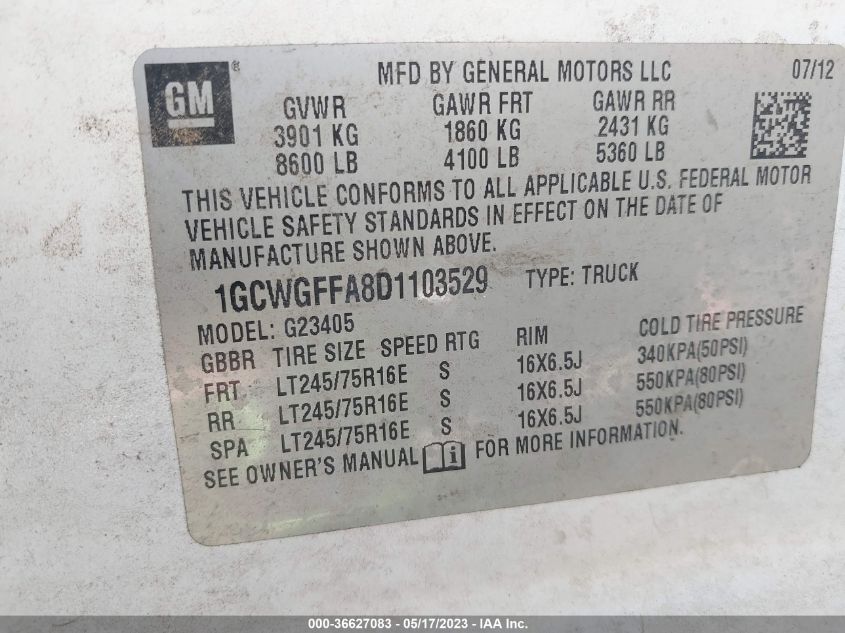 GM ® MFD BY GENERAL MOTORS LLC 07/12
GVWR GAWR FRT GAWR RR
3901 KG 1860 KG 2431 KG
8600 LB 4100 LB 5360 LB
THIS VEHICLE CONFORMS TO ALL APPLICABLE U.S. FEDERAL MOTOR
VEHICLE SAFETY STANDARDS IN EFFECT ON THE DATE OF
MANUFACTURE SHOWN ABOVE.
1GCWGFFA8D1103529 TYPE: TRUCK
MODEL: G23405
GBBR TIRE SIZE SPEED RTG RIM COLD TIRE PRESSURE
FRT LT245/75R16E S 16X6.5J 340KPA(50PSI)
RR LT245/75R16E S 16X6.5J 550KPA(80PSI)
SPA LT245/75R16E S 16X6.5J 550KPA(80PSI)
SEE OWNER'S MANUAL i FOR MORE INFORMATION.
000-36627083 - 05/17/2023 - IAA Inc.